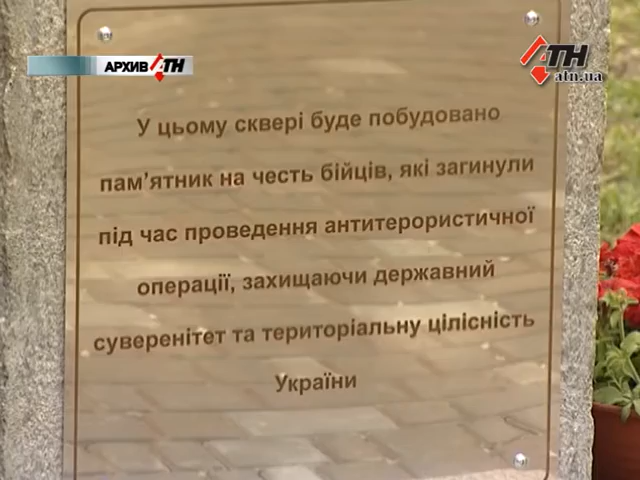 АРХИВ АТН
АТН
atn.ua
У цьому сквері буде побудовано
пам'ятник на честь бійців, які загинули
під час проведення антитерористичної
операції, захищаючи державний
суверенітет та територіальну цілісність
України